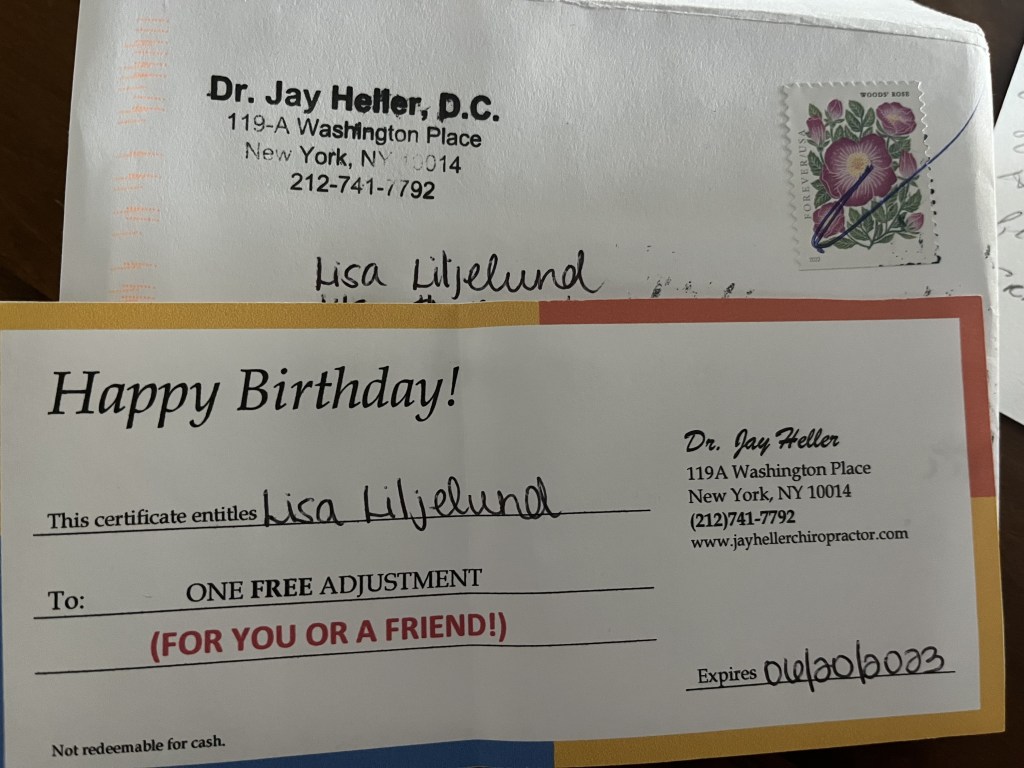 Dr. Jay Heller, D.C.
119-A Washington Place
New York, NY 10014
212-741-7792
WOODS' ROSE
FOREVER/USA
Lisa Liljelund
Happy Birthday!
This certificate entitles Lisa Liljelund
To: ONE FREE ADJUSTMENT
(FOR YOU OR A FRIEND!)
Not redeemable for cash.
Dr. Jay Heller
119A Washington Place
New York, NY 10014
(212)741-7792
www.jayhellerchiropractor.com
Expires 06/20/2023